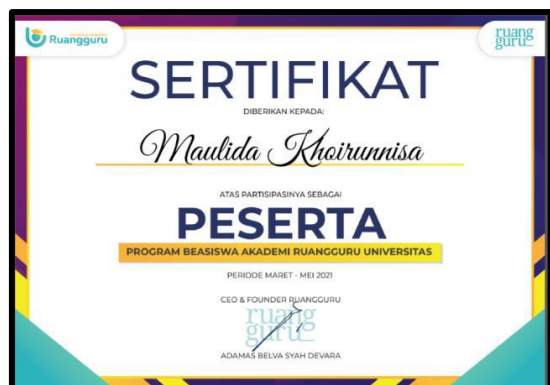 Ruangguru
ruang
guru
SERTIFIKAT
DIBERIKAN KEPADA:
Maulida Khoirunnisa
ATAS PARTISIPASINYA SEBAGAI
PESERTA
PROGRAM BEASISWA AKADEMI RUANGGURU UNIVERSITAS
PERIODE MARET - MEI 2021
CEO & FOUNDER RUANGGURU
ruang
guru
ADAMAS BELVA SYAH DEVARA